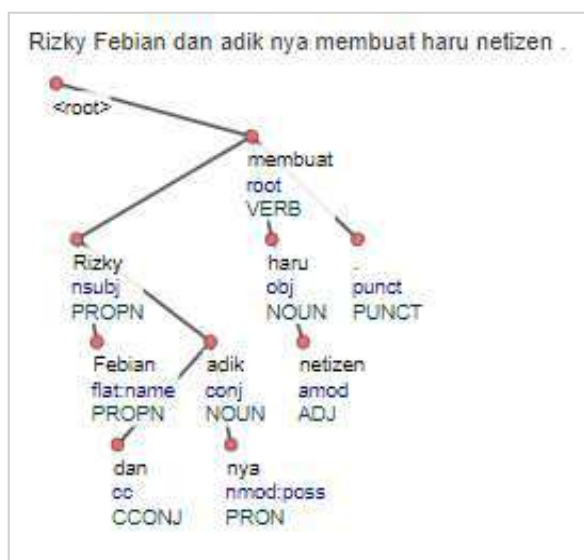 Rizky Febian dan adik nya membuat haru netizen .
<root>
membuat
root
VERB
Rizky haru .
nsubj obj punct
PROPN NOUN PUNCT
Febian adik netizen
flat:name conj amod
PROPN NOUN ADJ
dan nya
cc nmod:poss
CCONJ PRON